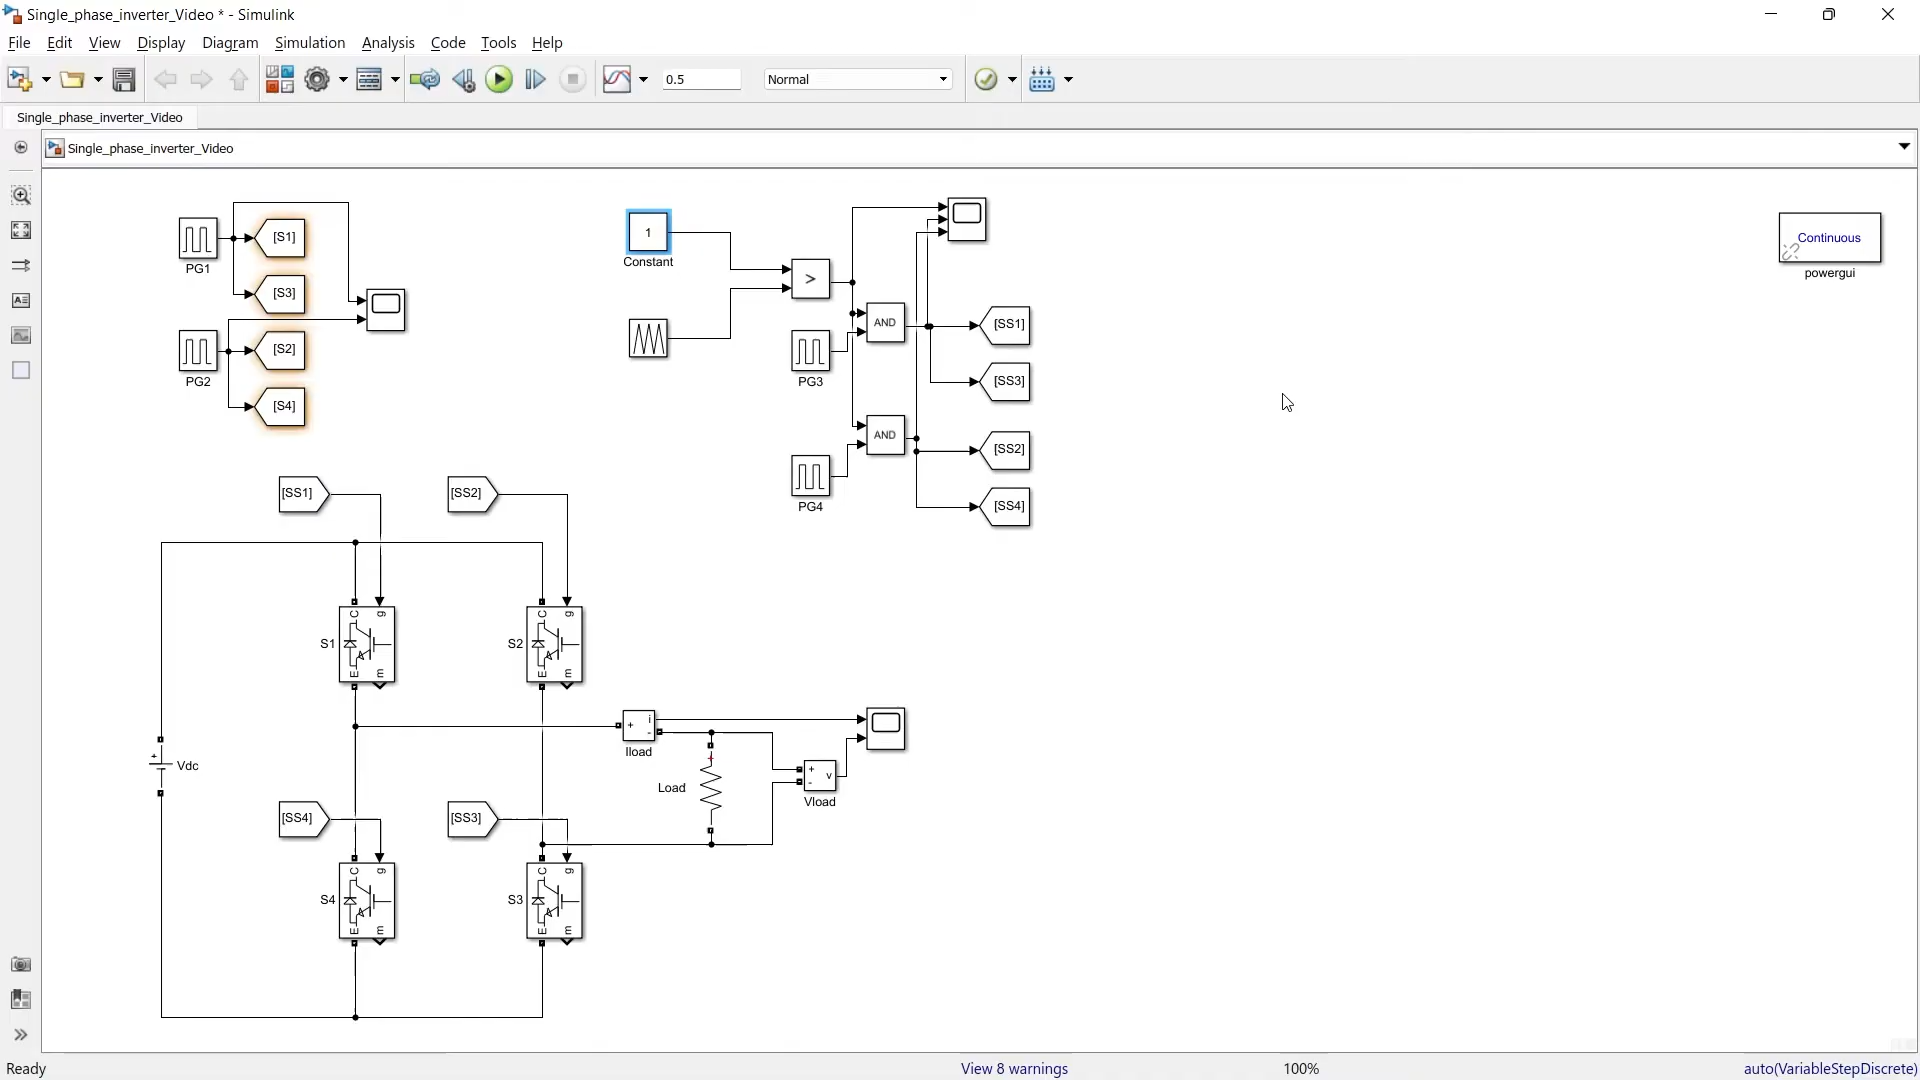 Single_phase_inverter_Video * - Simulink
File Edit View Display Diagram Simulation Analysis Code Tools Help
0.5 Normal
Single_phase_inverter_Video
Single_phase_inverter_Video
[S1]
PG1
[S3]
[S2]
PG2
[S4]
1
Constant
>
AND
PG3
[SS1]
[SS3]
AND
PG4
[SS2]
[SS4]
Continuous
powergui
[SS1]
[SS2]
C g
S1
E m
C g
S2
E m
+ i
-
Iload
Load
+
- v
Vload
+
Vdc
[SS4]
[SS3]
C g
S4
E m
C g
S3
E m
Ready View 8 warnings 100% auto(VariableStepDiscrete)